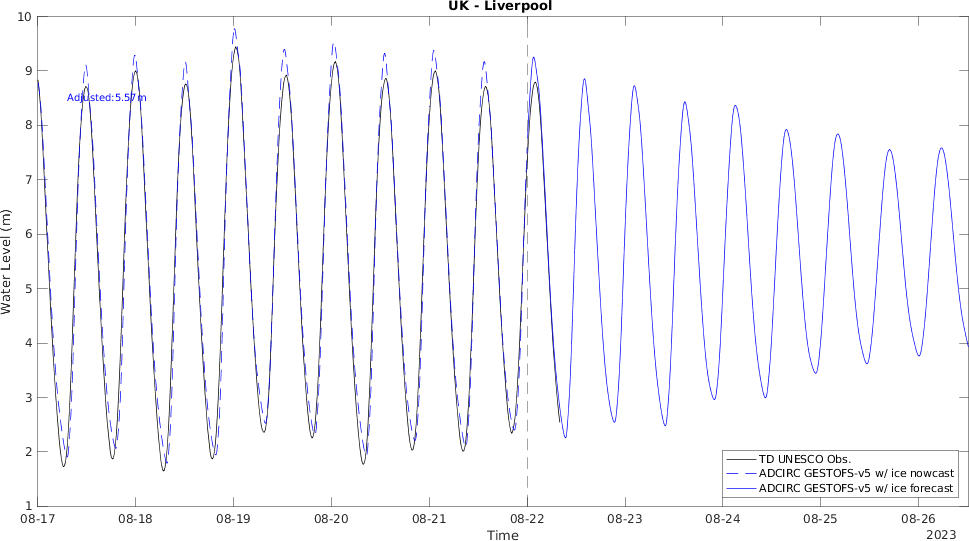 UK - Liverpool
10
9
8
7
6
5
4
3
2
1
Water Level (m)
Adjusted:5.57m
TD UNESCO Obs.
ADCIRC GESTOFS-v5 w/ ice nowcast
ADCIRC GESTOFS-v5 w/ ice forecast
08-17 08-18 08-19 08-20 08-21 08-22 08-23 08-24 08-25 08-26
Time
2023